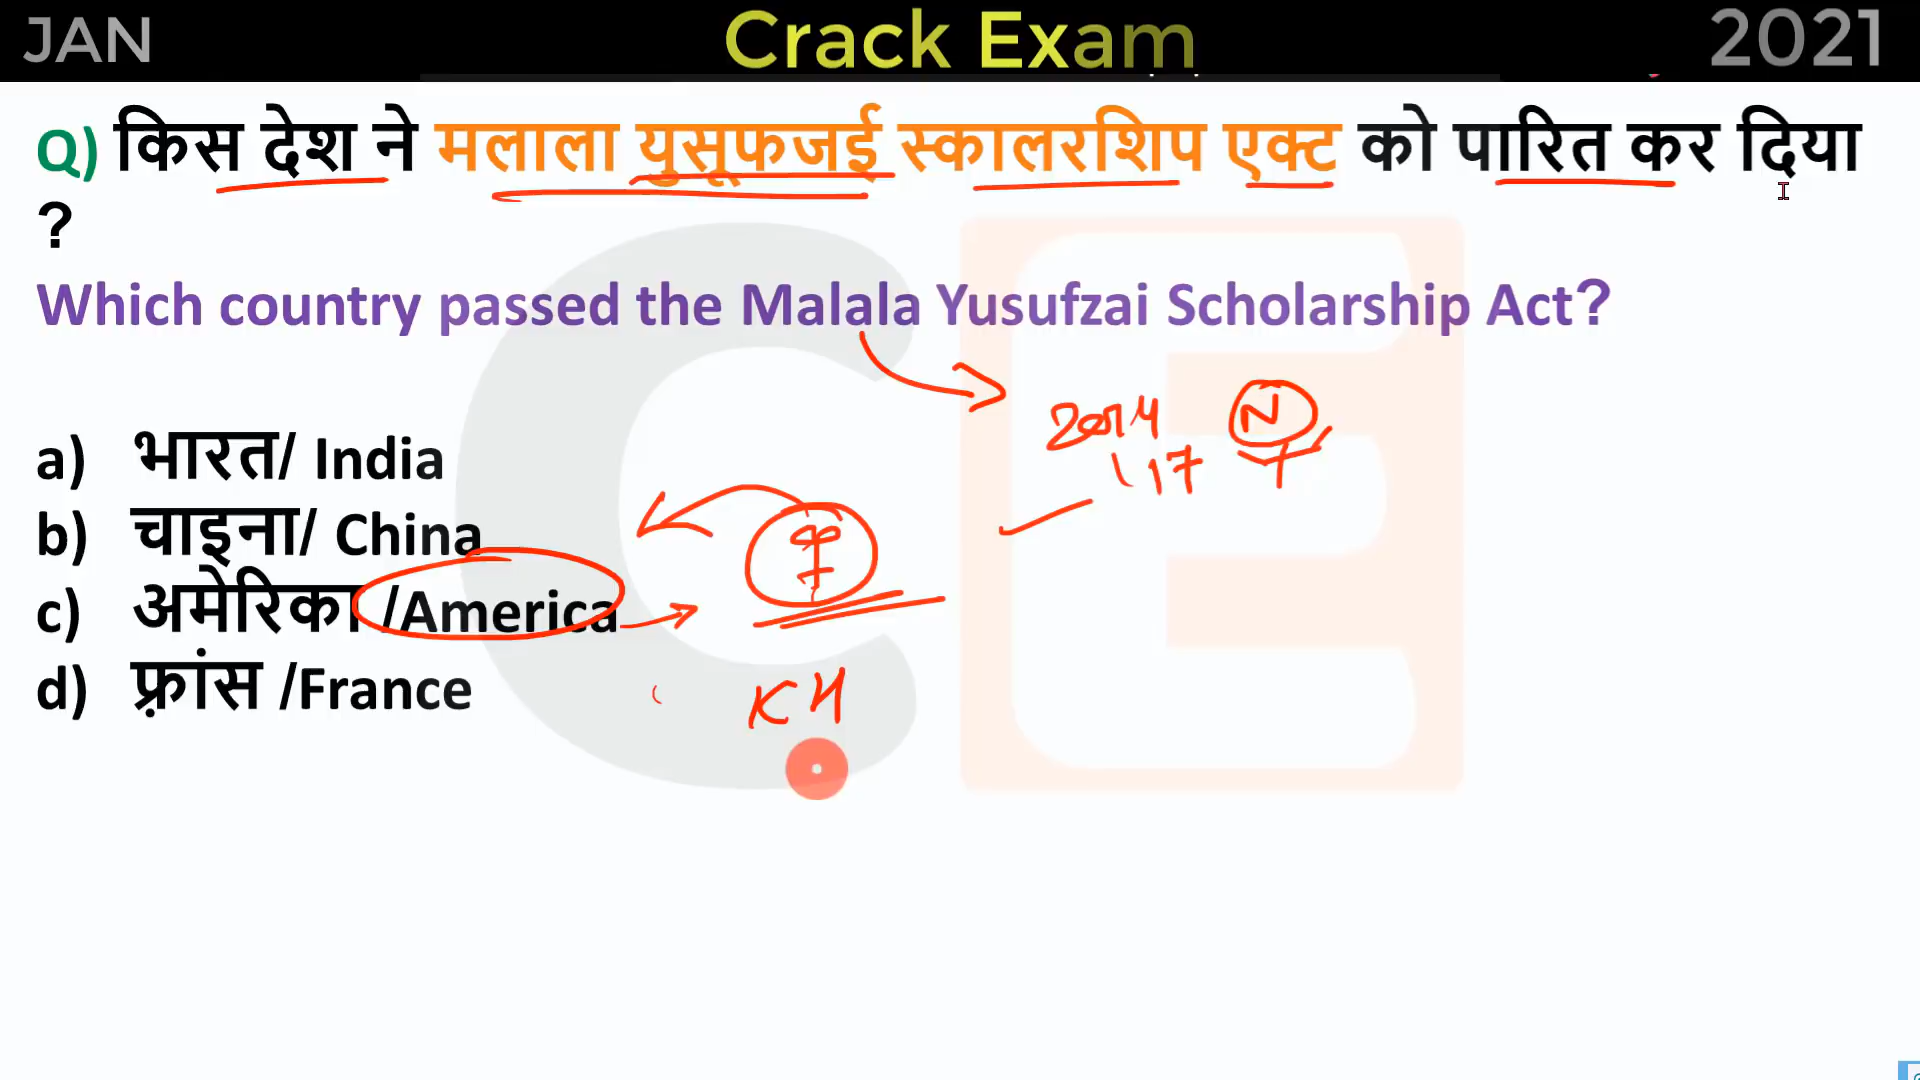 JAN
Crack Exam
2021
Q) किस देश ने मलाला युसूफजई स्कालरशिप एक्ट को पारित कर दिया
?
Which country passed the Malala Yusufzai Scholarship Act?
2014
N
17
a) भारत/ India
b) चाइना/ China
c) अमेरिका /America
d) फ़्रांस /France
KH